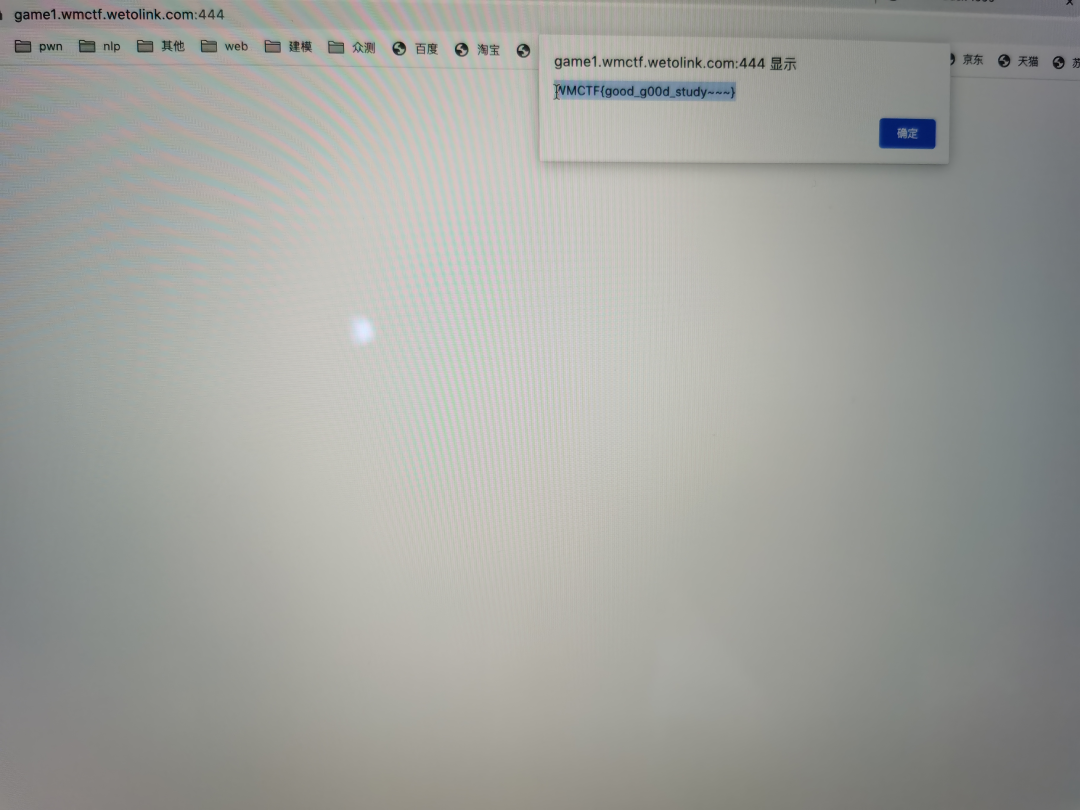 game1.wmctf.wetolink.com:444
pwn nlp 其他 web 建模 众测 百度 淘宝 京东 天猫
game1.wmctf.wetolink.com:444 显示
WMCTF{good_g00d_study~~~}
确定